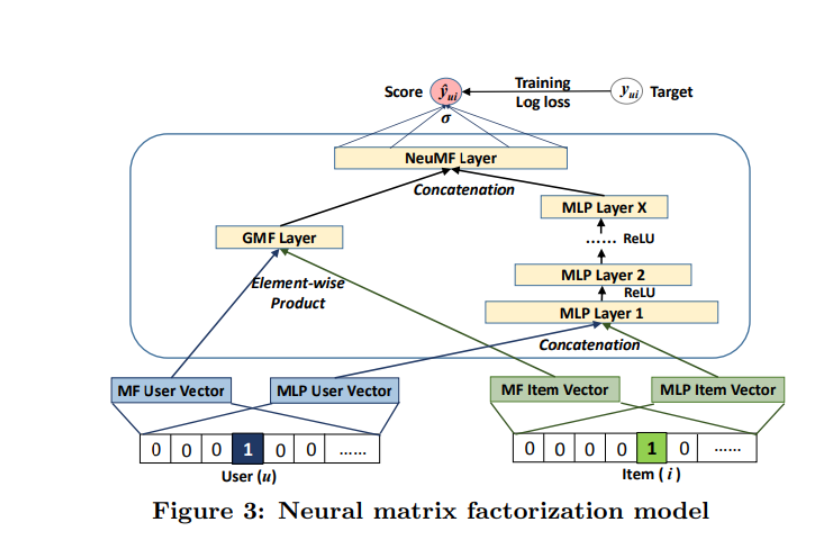 Score ŷui Training yui Target
Log loss
σ
NeuMF Layer
Concatenation
MLP Layer X
GMF Layer
...... ReLU
Element-wise
Product
MLP Layer 2
ReLU
MLP Layer 1
Concatenation
MF User Vector MLP User Vector MF Item Vector MLP Item Vector
0 0 0 1 0 0 ...... 0 0 0 0 1 0 ......
User (u) Item ( i )
Figure 3: Neural matrix factorization model